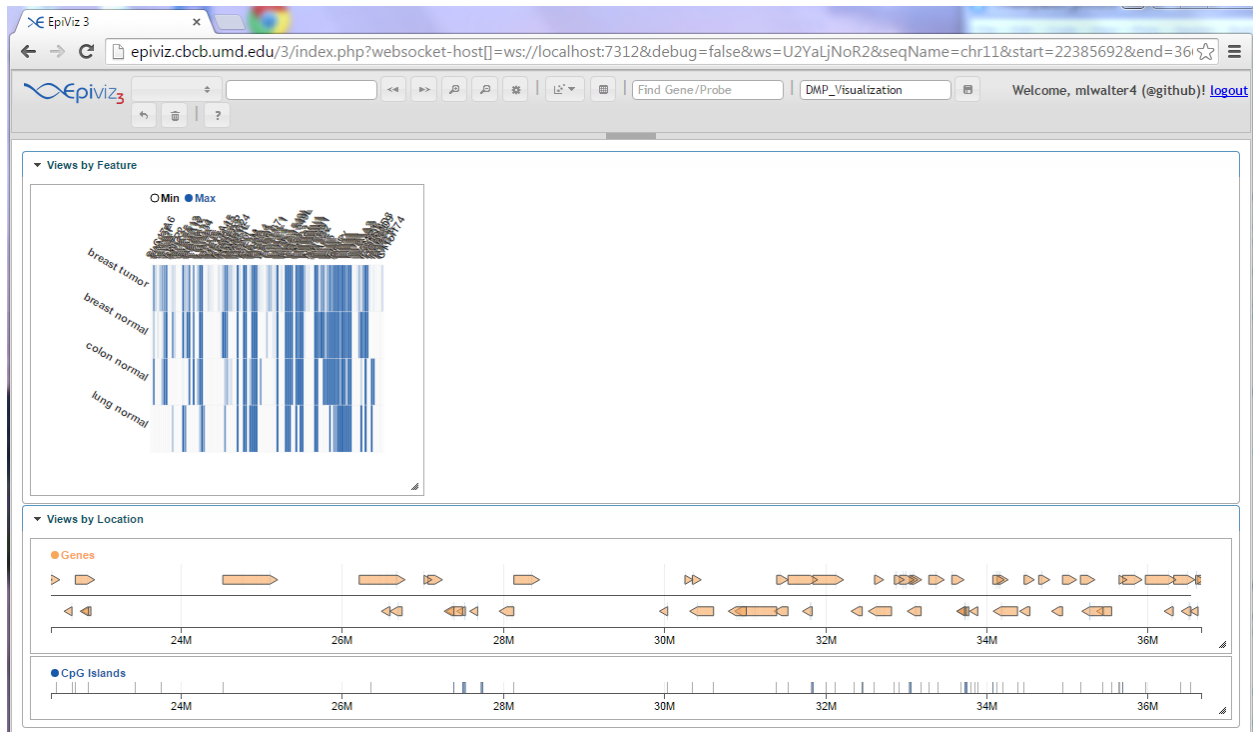 EpiViz 3
epiviz.cbcb.umd.edu/3/index.php?websocket-host[]=ws://localhost:7312&debug=false&ws=U2YaLjNoR2&seqName=chr11&start=22385692&end=36
Epiviz3
Find Gene/Probe
DMP_Visualization
Welcome, mlwalter4 (@github)! logout
?
Views by Feature
Min Max
breast tumor
breast normal
colon normal
lung normal
Views by Location
Genes
24M 26M 28M 30M 32M 34M 36M
CpG Islands
24M 26M 28M 30M 32M 34M 36M